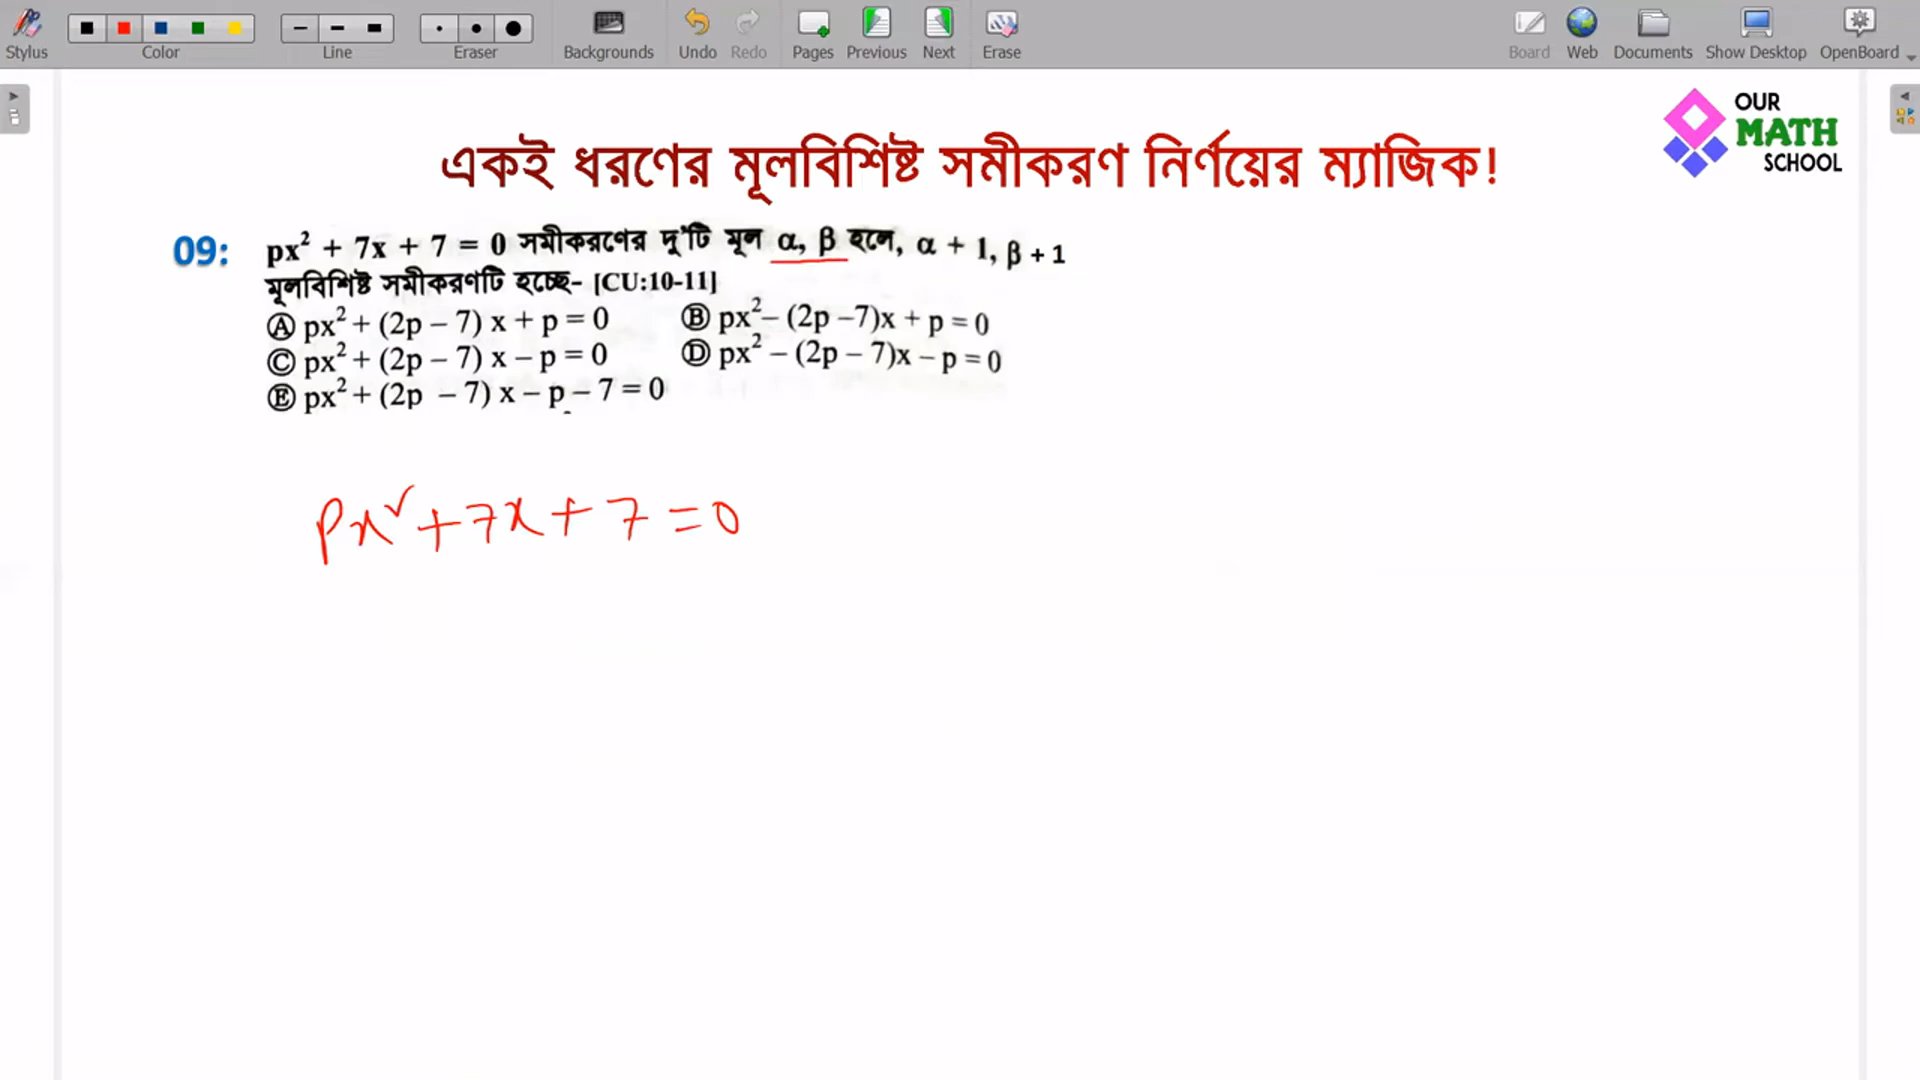 Stylus Color Line Eraser Backgrounds Undo Redo Pages Previous Next Erase Board Web Documents Show Desktop OpenBoard
OUR
MATH
SCHOOL
একই ধরণের মূলবিশিষ্ট সমীকরণ নির্ণয়ের ম্যাজিক!
09: px² + 7x + 7 = 0 সমীকরণের দু'টি মূল α, β হলে, α + 1, β + 1
মূলবিশিষ্ট সমীকরণটি হচ্ছে- [CU:10-11]
Ⓐ px² + (2p – 7) x + p = 0 Ⓑ px² – (2p –7)x + p = 0
Ⓒ px² + (2p – 7) x – p = 0 Ⓓ px² – (2p – 7)x – p = 0
Ⓔ px² + (2p – 7) x – p – 7 = 0
px² + 7x + 7 = 0